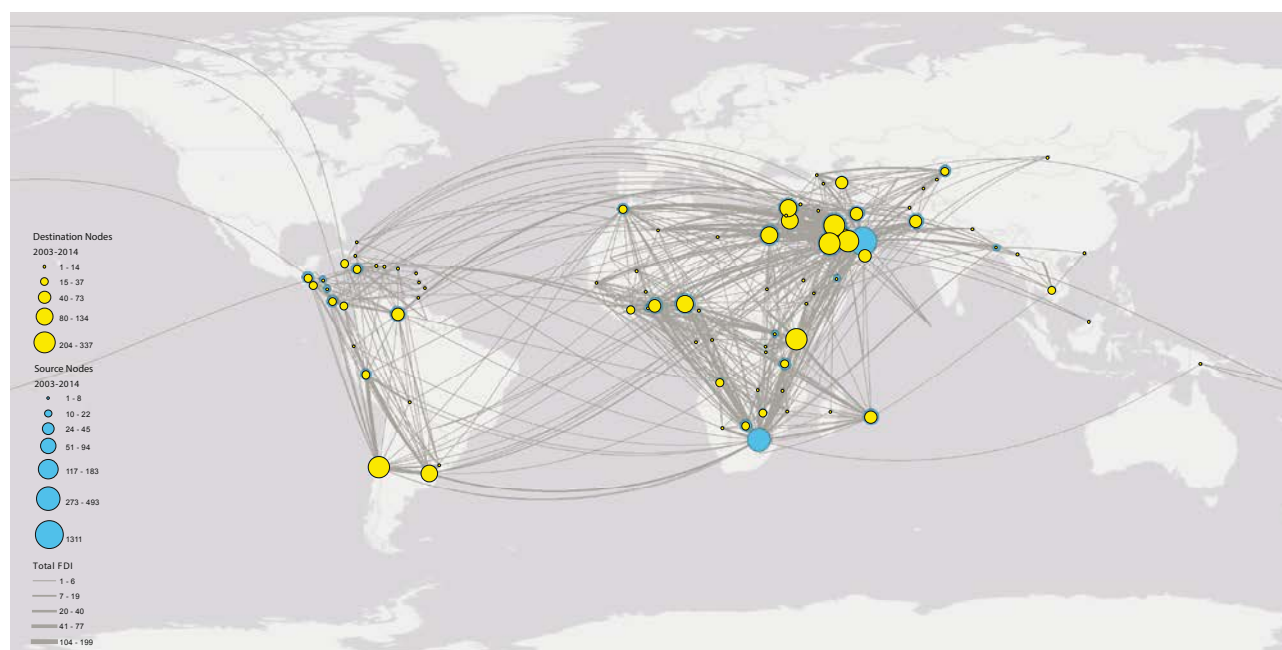 Destination Nodes
2003-2014
1 - 14
15 - 37
40 - 73
80 - 134
204 - 337
Source Nodes
2003-2014
1 - 8
10 - 22
24 - 45
51 - 94
117 - 183
273 - 493
1311
Total FDI
1 - 6
7 - 19
20 - 40
41 - 77
104 - 199